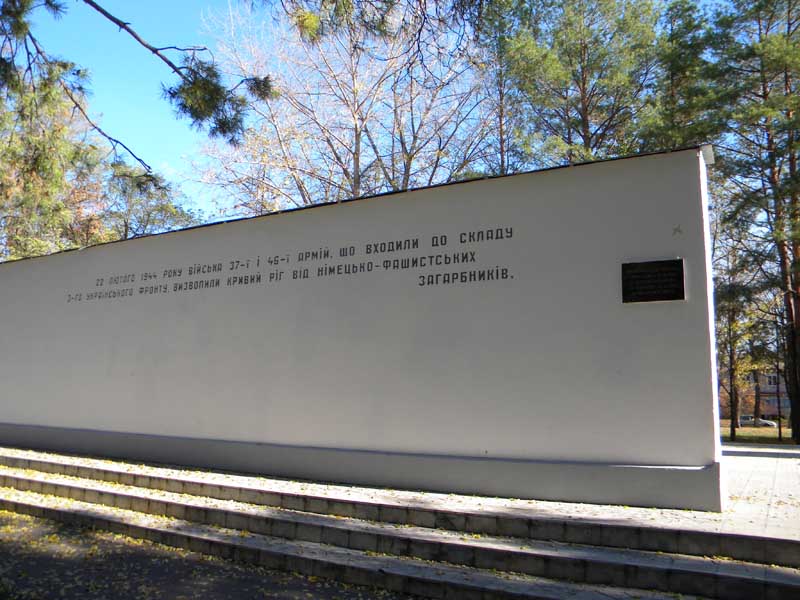 22 ЛЮТОГО 1944 РОКУ ВІЙСЬКА 37-ї і 46-ї АРМІЙ, ЩО ВХОДИЛИ ДО СКЛАДУ
3-ГО УКРАЇНСЬКОГО ФРОНТУ, ВИЗВОЛИЛИ КРИВИЙ РІГ ВІД НІМЕЦЬКО-ФАШИСТСЬКИХ
ЗАГАРБНИКІВ.